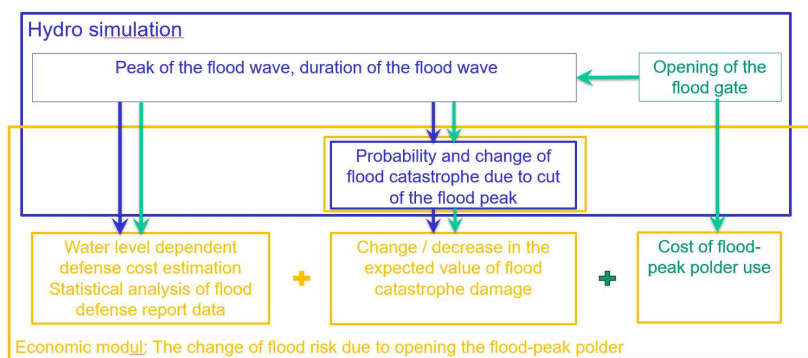 Hydro simulation
Peak of the flood wave, duration of the flood wave
Opening of the
flood gate
Probability and change of
flood catastrophe due to cut
of the flood peak
Water level dependent
defense cost estimation
Statistical analysis of flood
defense report data
+
Change / decrease in the
expected value of flood
catastrophe damage
+
Cost of flood-
peak polder use
Economic modul: The change of flood risk due to opening the flood-peak polder